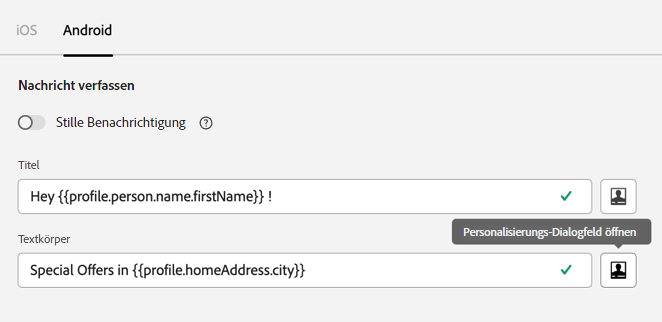 iOS Android
Nachricht verfassen
Stille Benachrichtigung ?
Titel
Hey {{profile.person.name.firstName}} !
Personalisierungs-Dialogfeld öffnen
Textkörper
Special Offers in {{profile.homeAddress.city}}